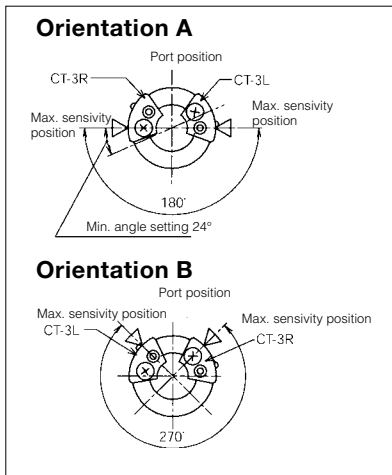 Orientation A
Port position
CT-3R
CT-3L
Max. sensivity
position
Max. sensivity
position
180°
Min. angle setting 24°
Orientation B
Port position
Max. sensivity position
CT-3L
Max. sensivity position
CT-3R
270°